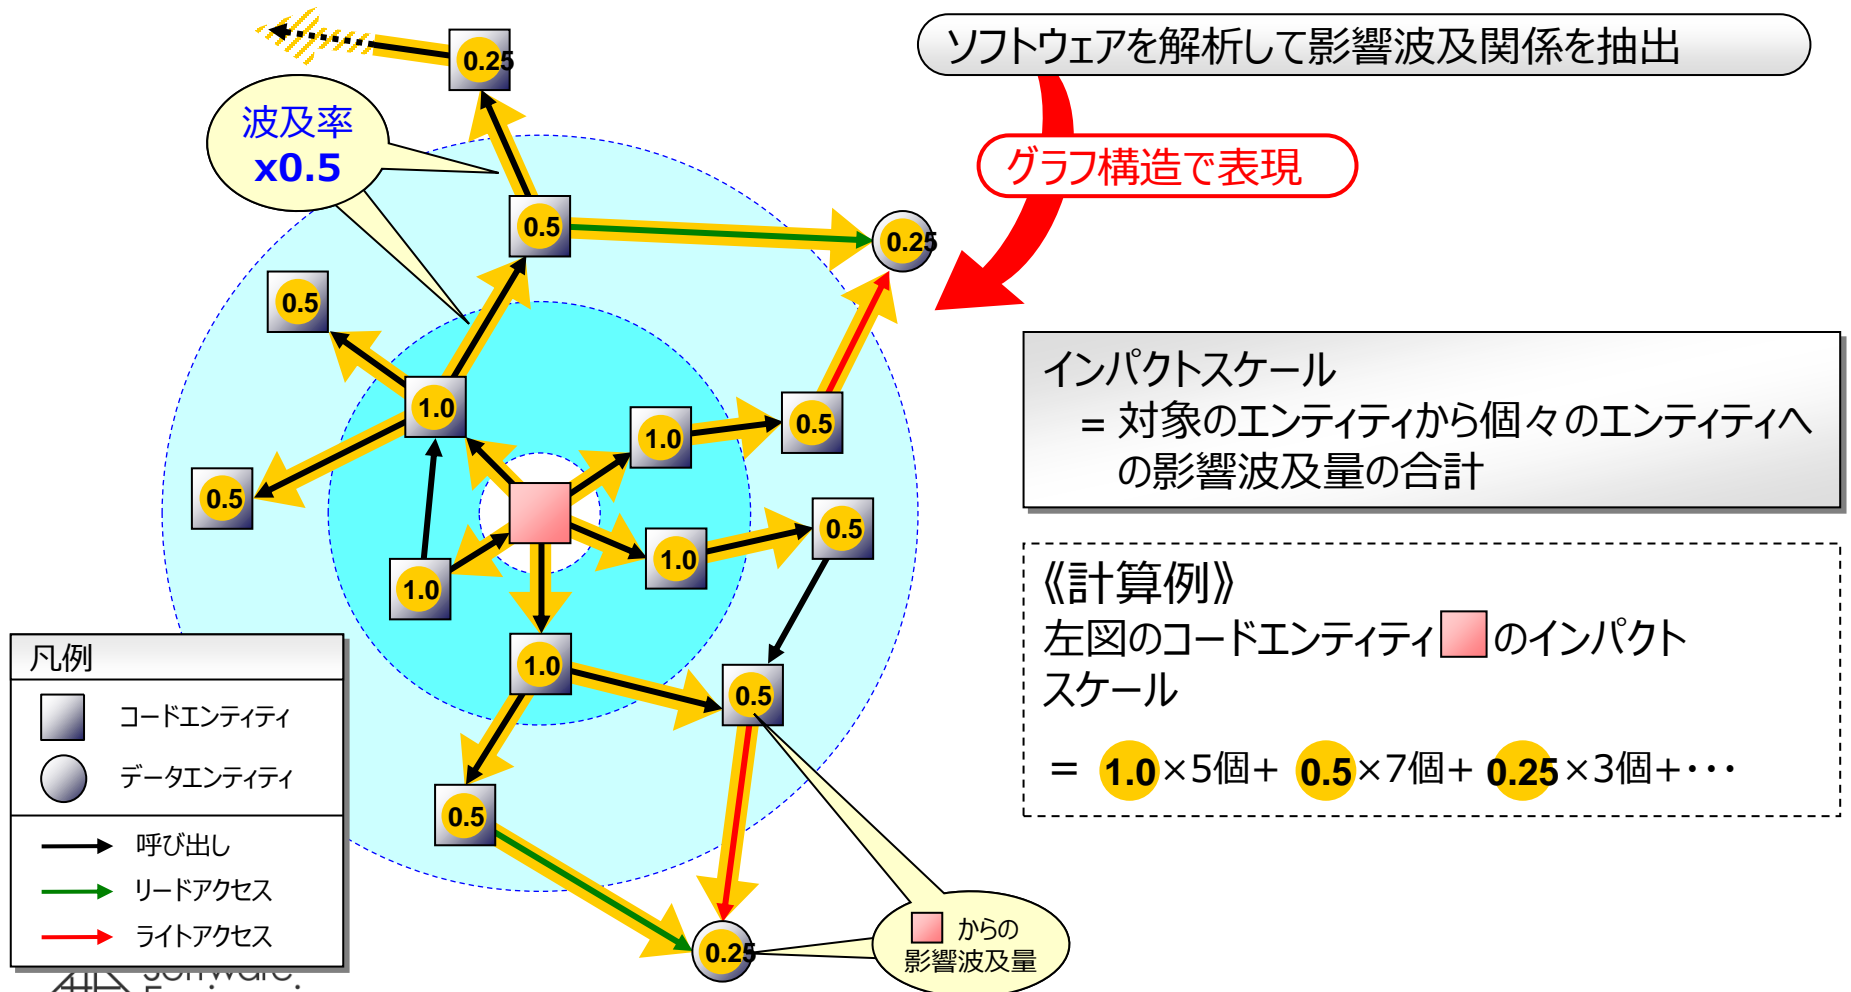 ソフトウェアを解析して影響波及関係を抽出
グラフ構造で表現
波及率
x0.5
0.25
0.5
0.25
0.5
1.0
1.0
0.5
0.5
1.0
0.5
1.0
1.0
0.5
0.5
0.25
からの
影響波及量
インパクトスケール
= 対象のエンティティから個々のエンティティへ
の影響波及量の合計
《計算例》
左図のコードエンティティ のインパクト
スケール
= 1.0×5個+ 0.5×7個+ 0.25×3個+・・・
凡例
コードエンティティ
データエンティティ
呼び出し
リードアクセス
ライトアクセス
Software